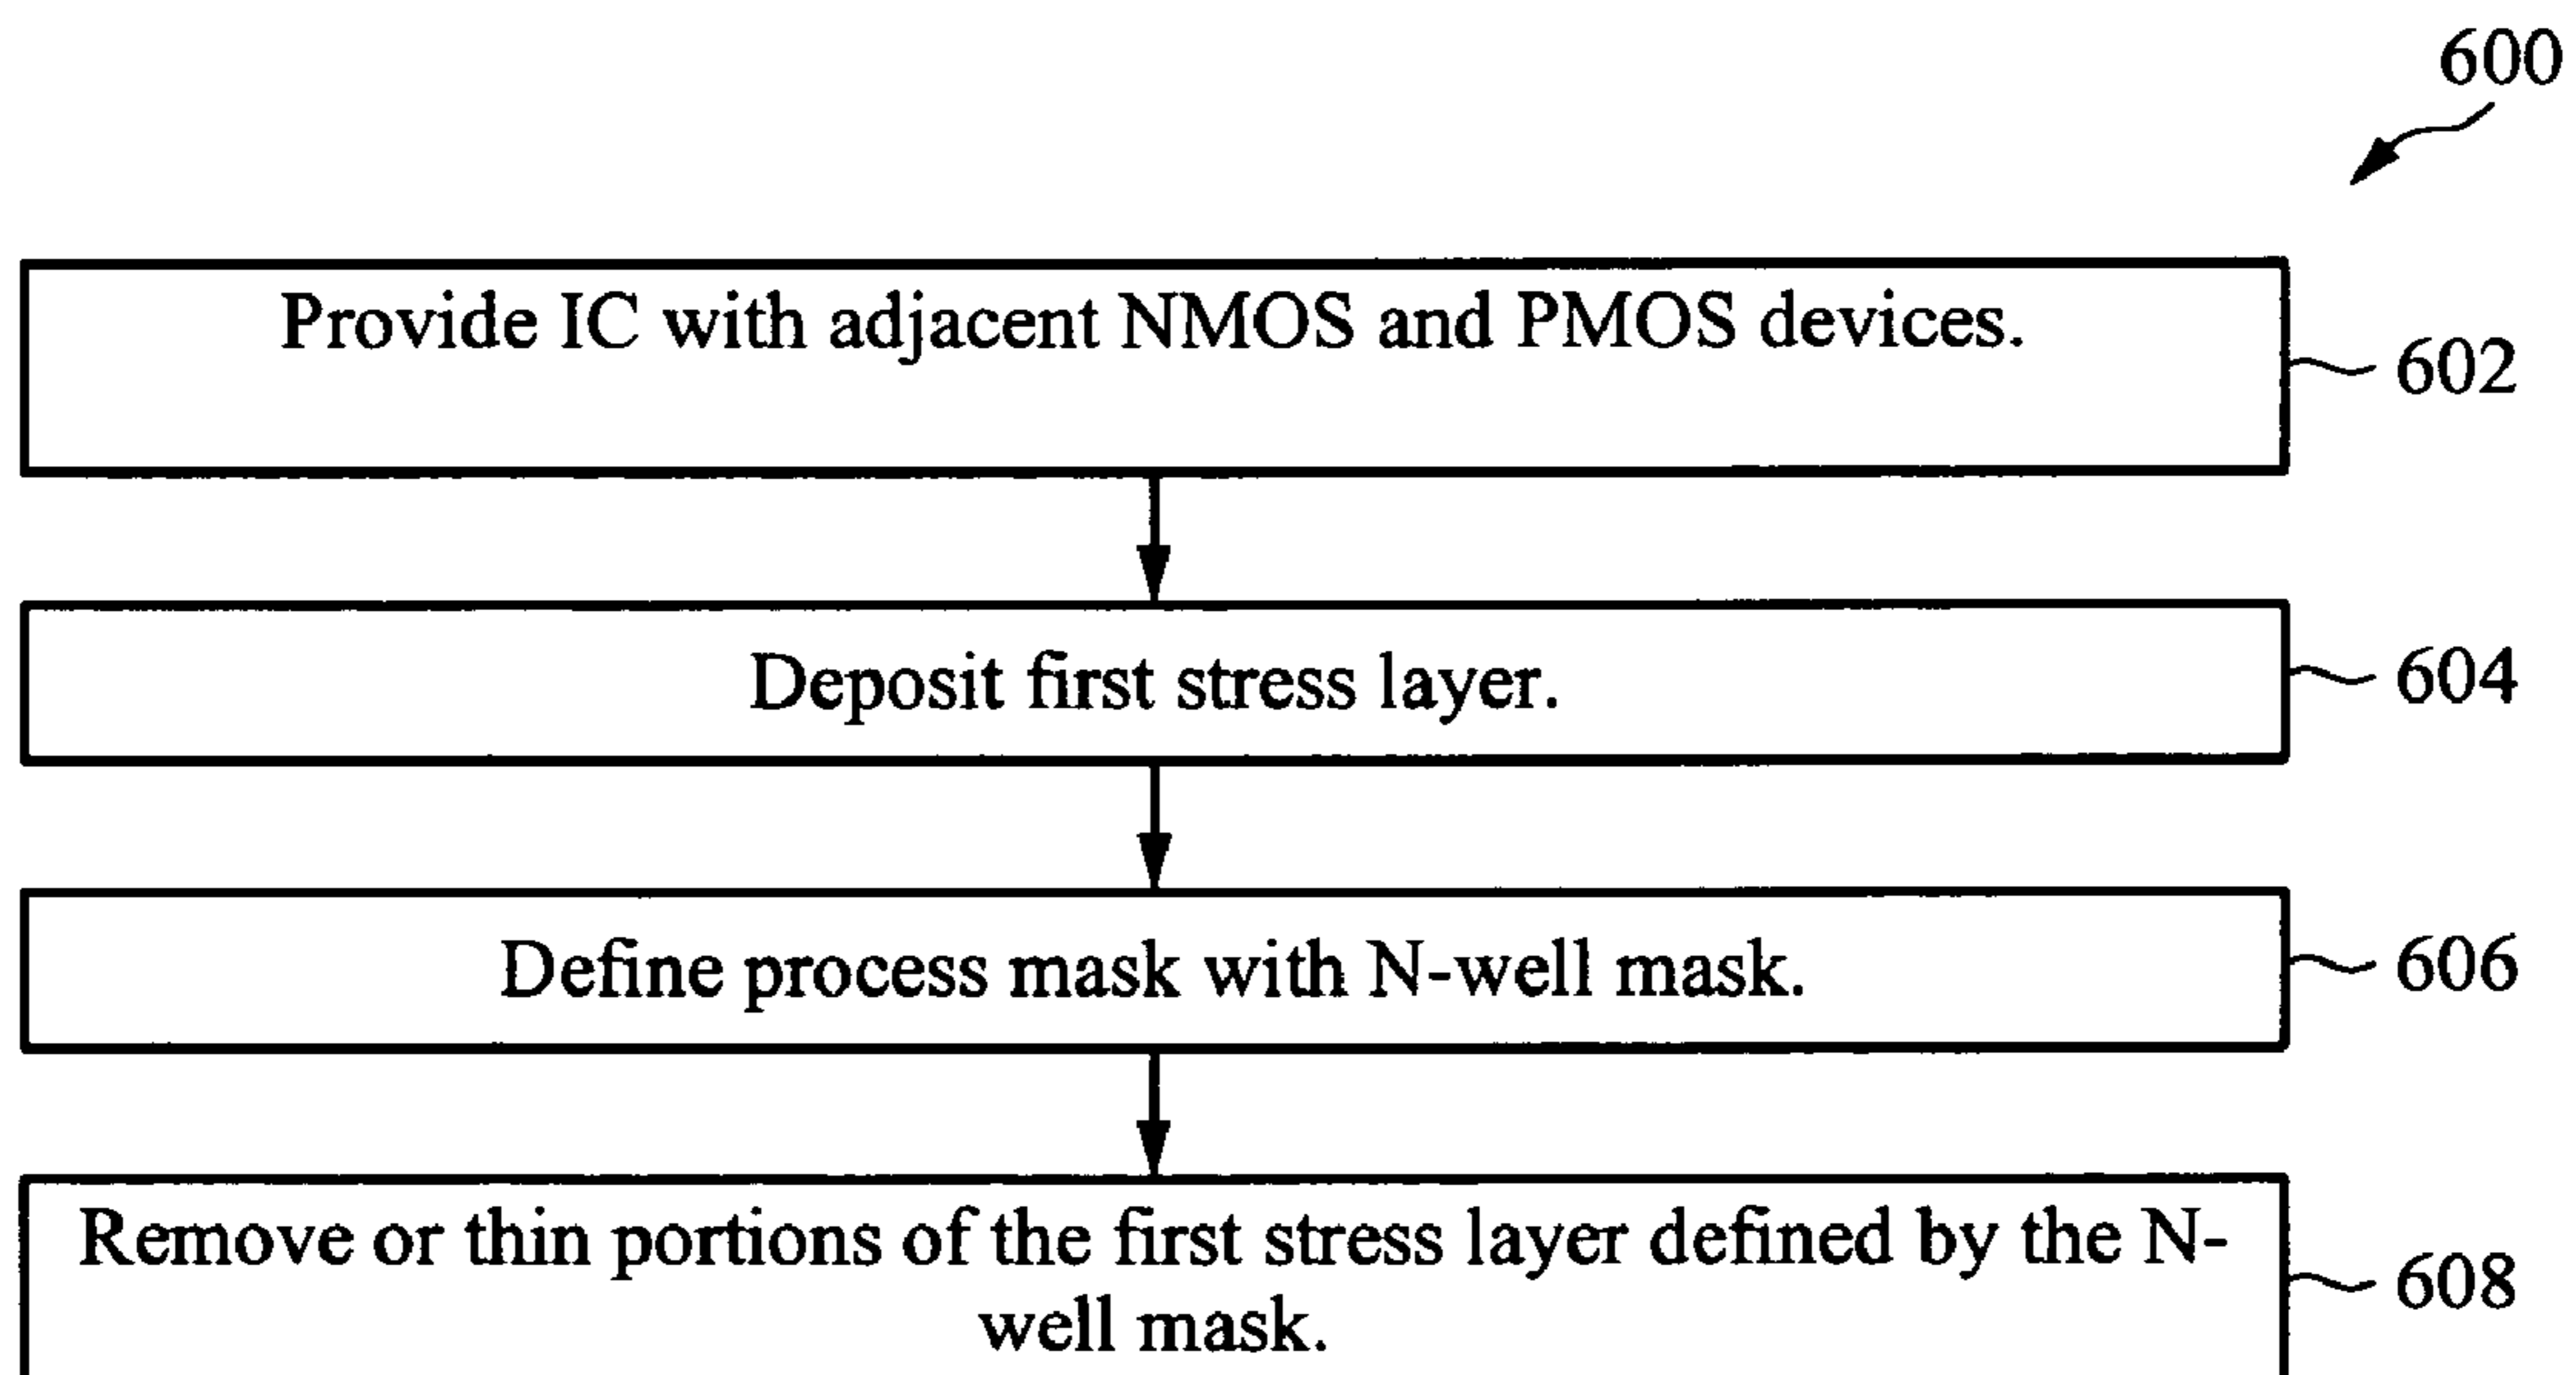 600
Provide IC with adjacent NMOS and PMOS devices.
602
Deposit first stress layer.
604
Define process mask with N-well mask.
606
Remove or thin portions of the first stress layer defined by the N-
well mask.
608